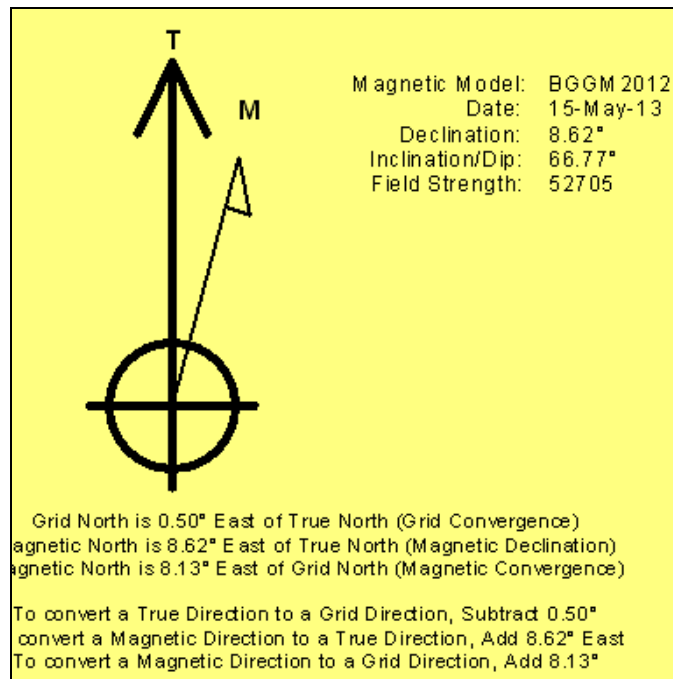 T
M
Magnetic Model: BGGM 2012
Date: 15-May-13
Declination: 8.62°
Inclination/Dip: 66.77°
Field Strength: 52705
Grid North is 0.50° East of True North (Grid Convergence)
agnetic North is 8.62° East of True North (Magnetic Declination)
agnetic North is 8.13° East of Grid North (Magnetic Convergence)
To convert a True Direction to a Grid Direction, Subtract 0.50°
convert a Magnetic Direction to a True Direction, Add 8.62° East
To convert a Magnetic Direction to a Grid Direction, Add 8.13°